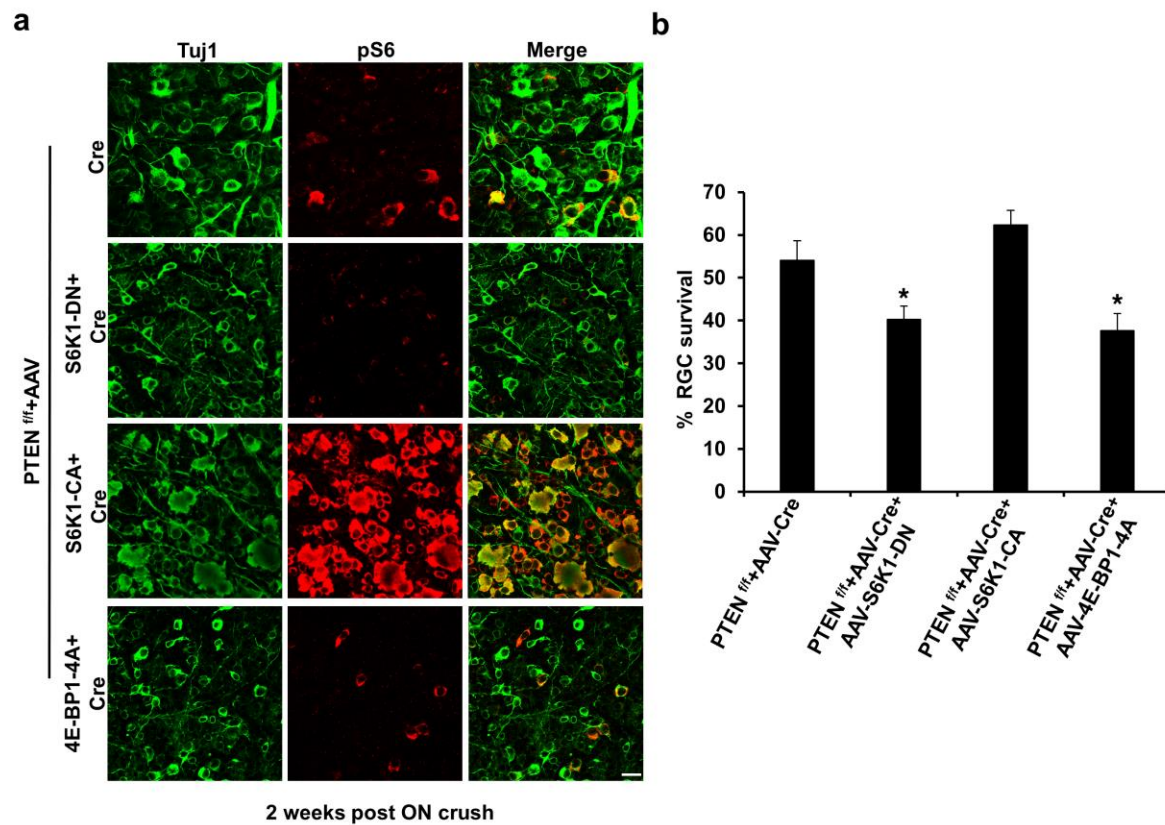 a
Tuj1 pS6 Merge
PTEN f/f+AAV
Cre
S6K1-DN+
Cre
S6K1-CA+
Cre
4E-BP1-4A+
Cre
2 weeks post ON crush
b
% RGC survival
70
60
50
40
30
20
10
0
*
*
PTEN f/f+AAV-Cre
PTEN f/f+AAV-Cre+
AAV-S6K1-DN
PTEN f/f+AAV-Cre+
AAV-S6K1-CA
PTEN f/f+AAV-Cre+
AAV-4E-BP1-4A